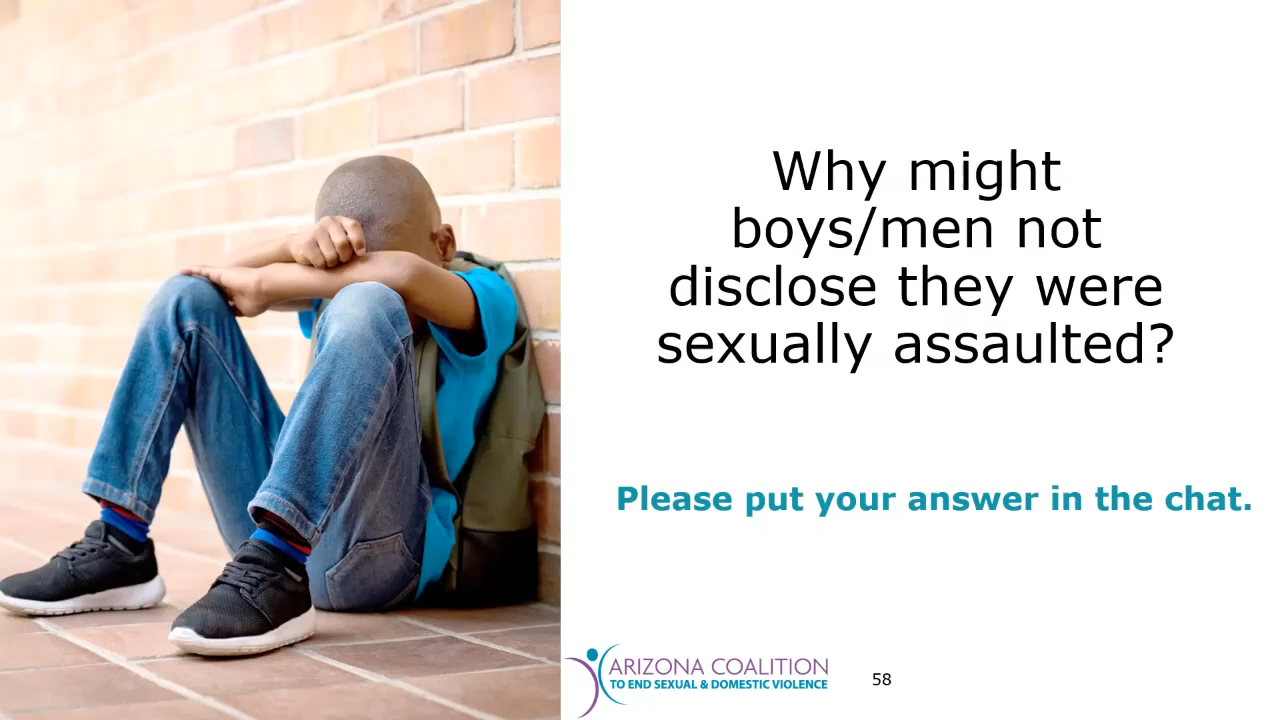 Why might
boys/men not
disclose they were
sexually assaulted?
Please put your answer in the chat.
ARIZONA COALITION
TO END SEXUAL & DOMESTIC VIOLENCE
58